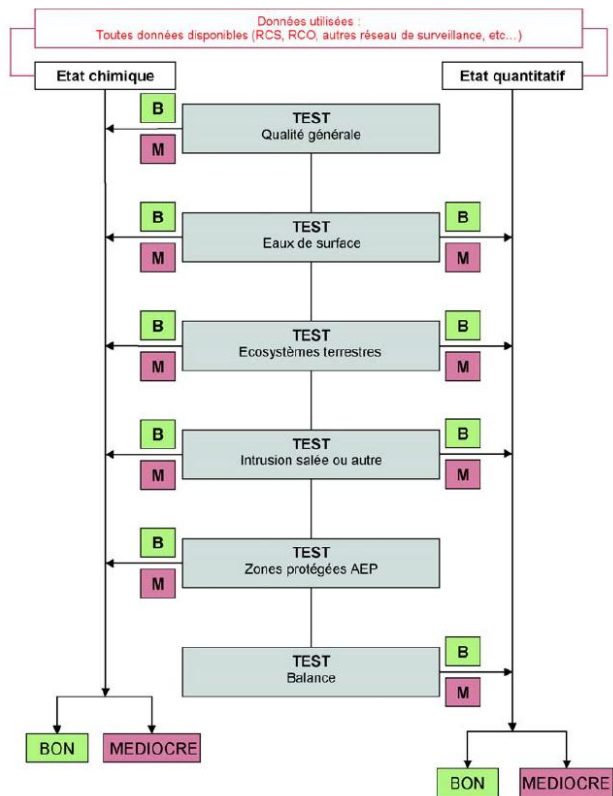 Données utilisées :
Toutes données disponibles (RCS, RCO, autres réseau de surveillance, etc…)
Etat chimique
Etat quantitatif
B
TEST
Qualité générale
M
B
TEST
Eaux de surface
B
M
M
B
TEST
Ecosystèmes terrestres
B
M
M
B
TEST
Intrusion salée ou autre
B
M
M
B
TEST
Zones protégées AEP
M
TEST
Balance
B
M
BON
MEDIOCRE
BON
MEDIOCRE